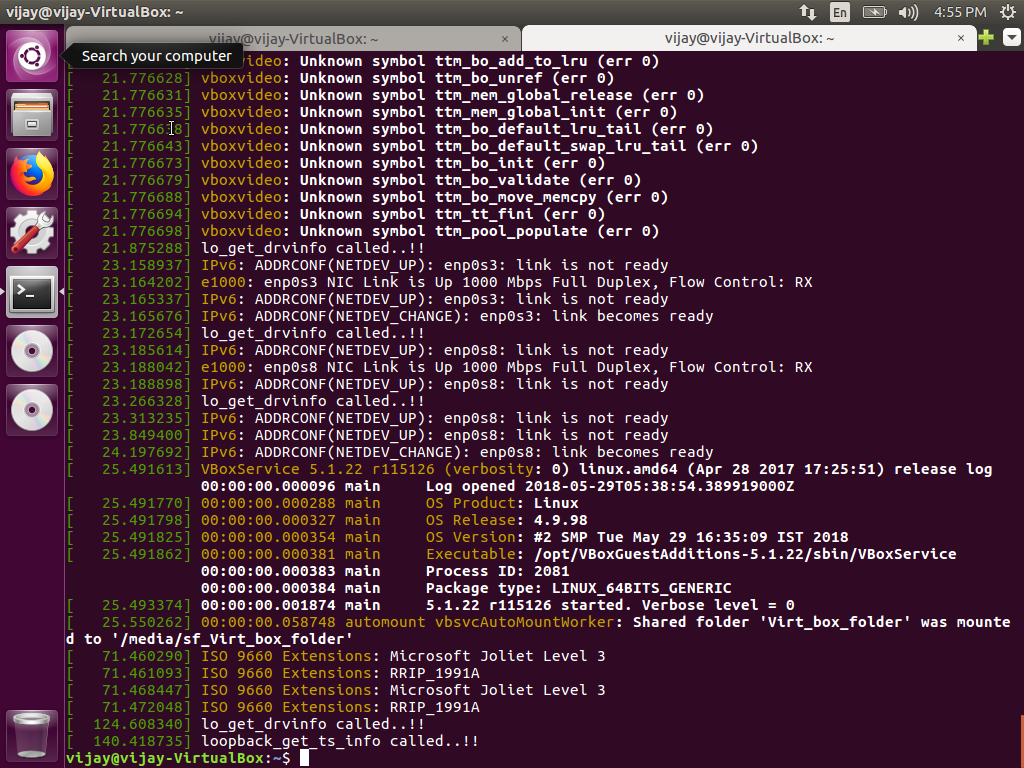 vijay@vijay-VirtualBox: ~ En 4:55 PM
vijay@vijay-VirtualBox: ~ × vijay@vijay-VirtualBox: ~ ×
Search your computer
video: Unknown symbol ttm_bo_add_to_lru (err 0)
[   21.776628] vboxvideo: Unknown symbol ttm_bo_unref (err 0)
[   21.776631] vboxvideo: Unknown symbol ttm_mem_global_release (err 0)
[   21.776635] vboxvideo: Unknown symbol ttm_mem_global_init (err 0)
[   21.776638] vboxvideo: Unknown symbol ttm_bo_default_lru_tail (err 0)
[   21.776643] vboxvideo: Unknown symbol ttm_bo_default_swap_lru_tail (err 0)
[   21.776673] vboxvideo: Unknown symbol ttm_bo_init (err 0)
[   21.776679] vboxvideo: Unknown symbol ttm_bo_validate (err 0)
[   21.776688] vboxvideo: Unknown symbol ttm_bo_move_memcpy (err 0)
[   21.776694] vboxvideo: Unknown symbol ttm_tt_fini (err 0)
[   21.776698] vboxvideo: Unknown symbol ttm_pool_populate (err 0)
[   21.875288] lo_get_drvinfo called..!!
[   23.158937] IPv6: ADDRCONF(NETDEV_UP): enp0s3: link is not ready
[   23.164202] e1000: enp0s3 NIC Link is Up 1000 Mbps Full Duplex, Flow Control: RX
[   23.165337] IPv6: ADDRCONF(NETDEV_UP): enp0s3: link is not ready
[   23.165676] IPv6: ADDRCONF(NETDEV_CHANGE): enp0s3: link becomes ready
[   23.172654] lo_get_drvinfo called..!!
[   23.185614] IPv6: ADDRCONF(NETDEV_UP): enp0s8: link is not ready
[   23.188042] e1000: enp0s8 NIC Link is Up 1000 Mbps Full Duplex, Flow Control: RX
[   23.188898] IPv6: ADDRCONF(NETDEV_UP): enp0s8: link is not ready
[   23.266328] lo_get_drvinfo called..!!
[   23.313235] IPv6: ADDRCONF(NETDEV_UP): enp0s8: link is not ready
[   23.849400] IPv6: ADDRCONF(NETDEV_UP): enp0s8: link is not ready
[   24.197692] IPv6: ADDRCONF(NETDEV_CHANGE): enp0s8: link becomes ready
[   25.491613] VBoxService 5.1.22 r115126 (verbosity: 0) linux.amd64 (Apr 28 2017 17:25:51) release log
               00:00:00.000096 main     Log opened 2018-05-29T05:38:54.389919000Z
[   25.491770] 00:00:00.000288 main     OS Product: Linux
[   25.491798] 00:00:00.000327 main     OS Release: 4.9.98
[   25.491825] 00:00:00.000354 main     OS Version: #2 SMP Tue May 29 16:35:09 IST 2018
[   25.491862] 00:00:00.000381 main     Executable: /opt/VBoxGuestAdditions-5.1.22/sbin/VBoxService
               00:00:00.000383 main     Process ID: 2081
               00:00:00.000384 main     Package type: LINUX_64BITS_GENERIC
[   25.493374] 00:00:00.001874 main     5.1.22 r115126 started. Verbose level = 0
[   25.550262] 00:00:00.058748 automount vbsvcAutoMountWorker: Shared folder 'Virt_box_folder' was mounte
d to '/media/sf_Virt_box_folder'
[   71.460290] ISO 9660 Extensions: Microsoft Joliet Level 3
[   71.461093] ISO 9660 Extensions: RRIP_1991A
[   71.468447] ISO 9660 Extensions: Microsoft Joliet Level 3
[   71.472048] ISO 9660 Extensions: RRIP_1991A
[  124.608340] lo_get_drvinfo called..!!
[  140.418735] loopback_get_ts_info called..!!
vijay@vijay-VirtualBox:~$